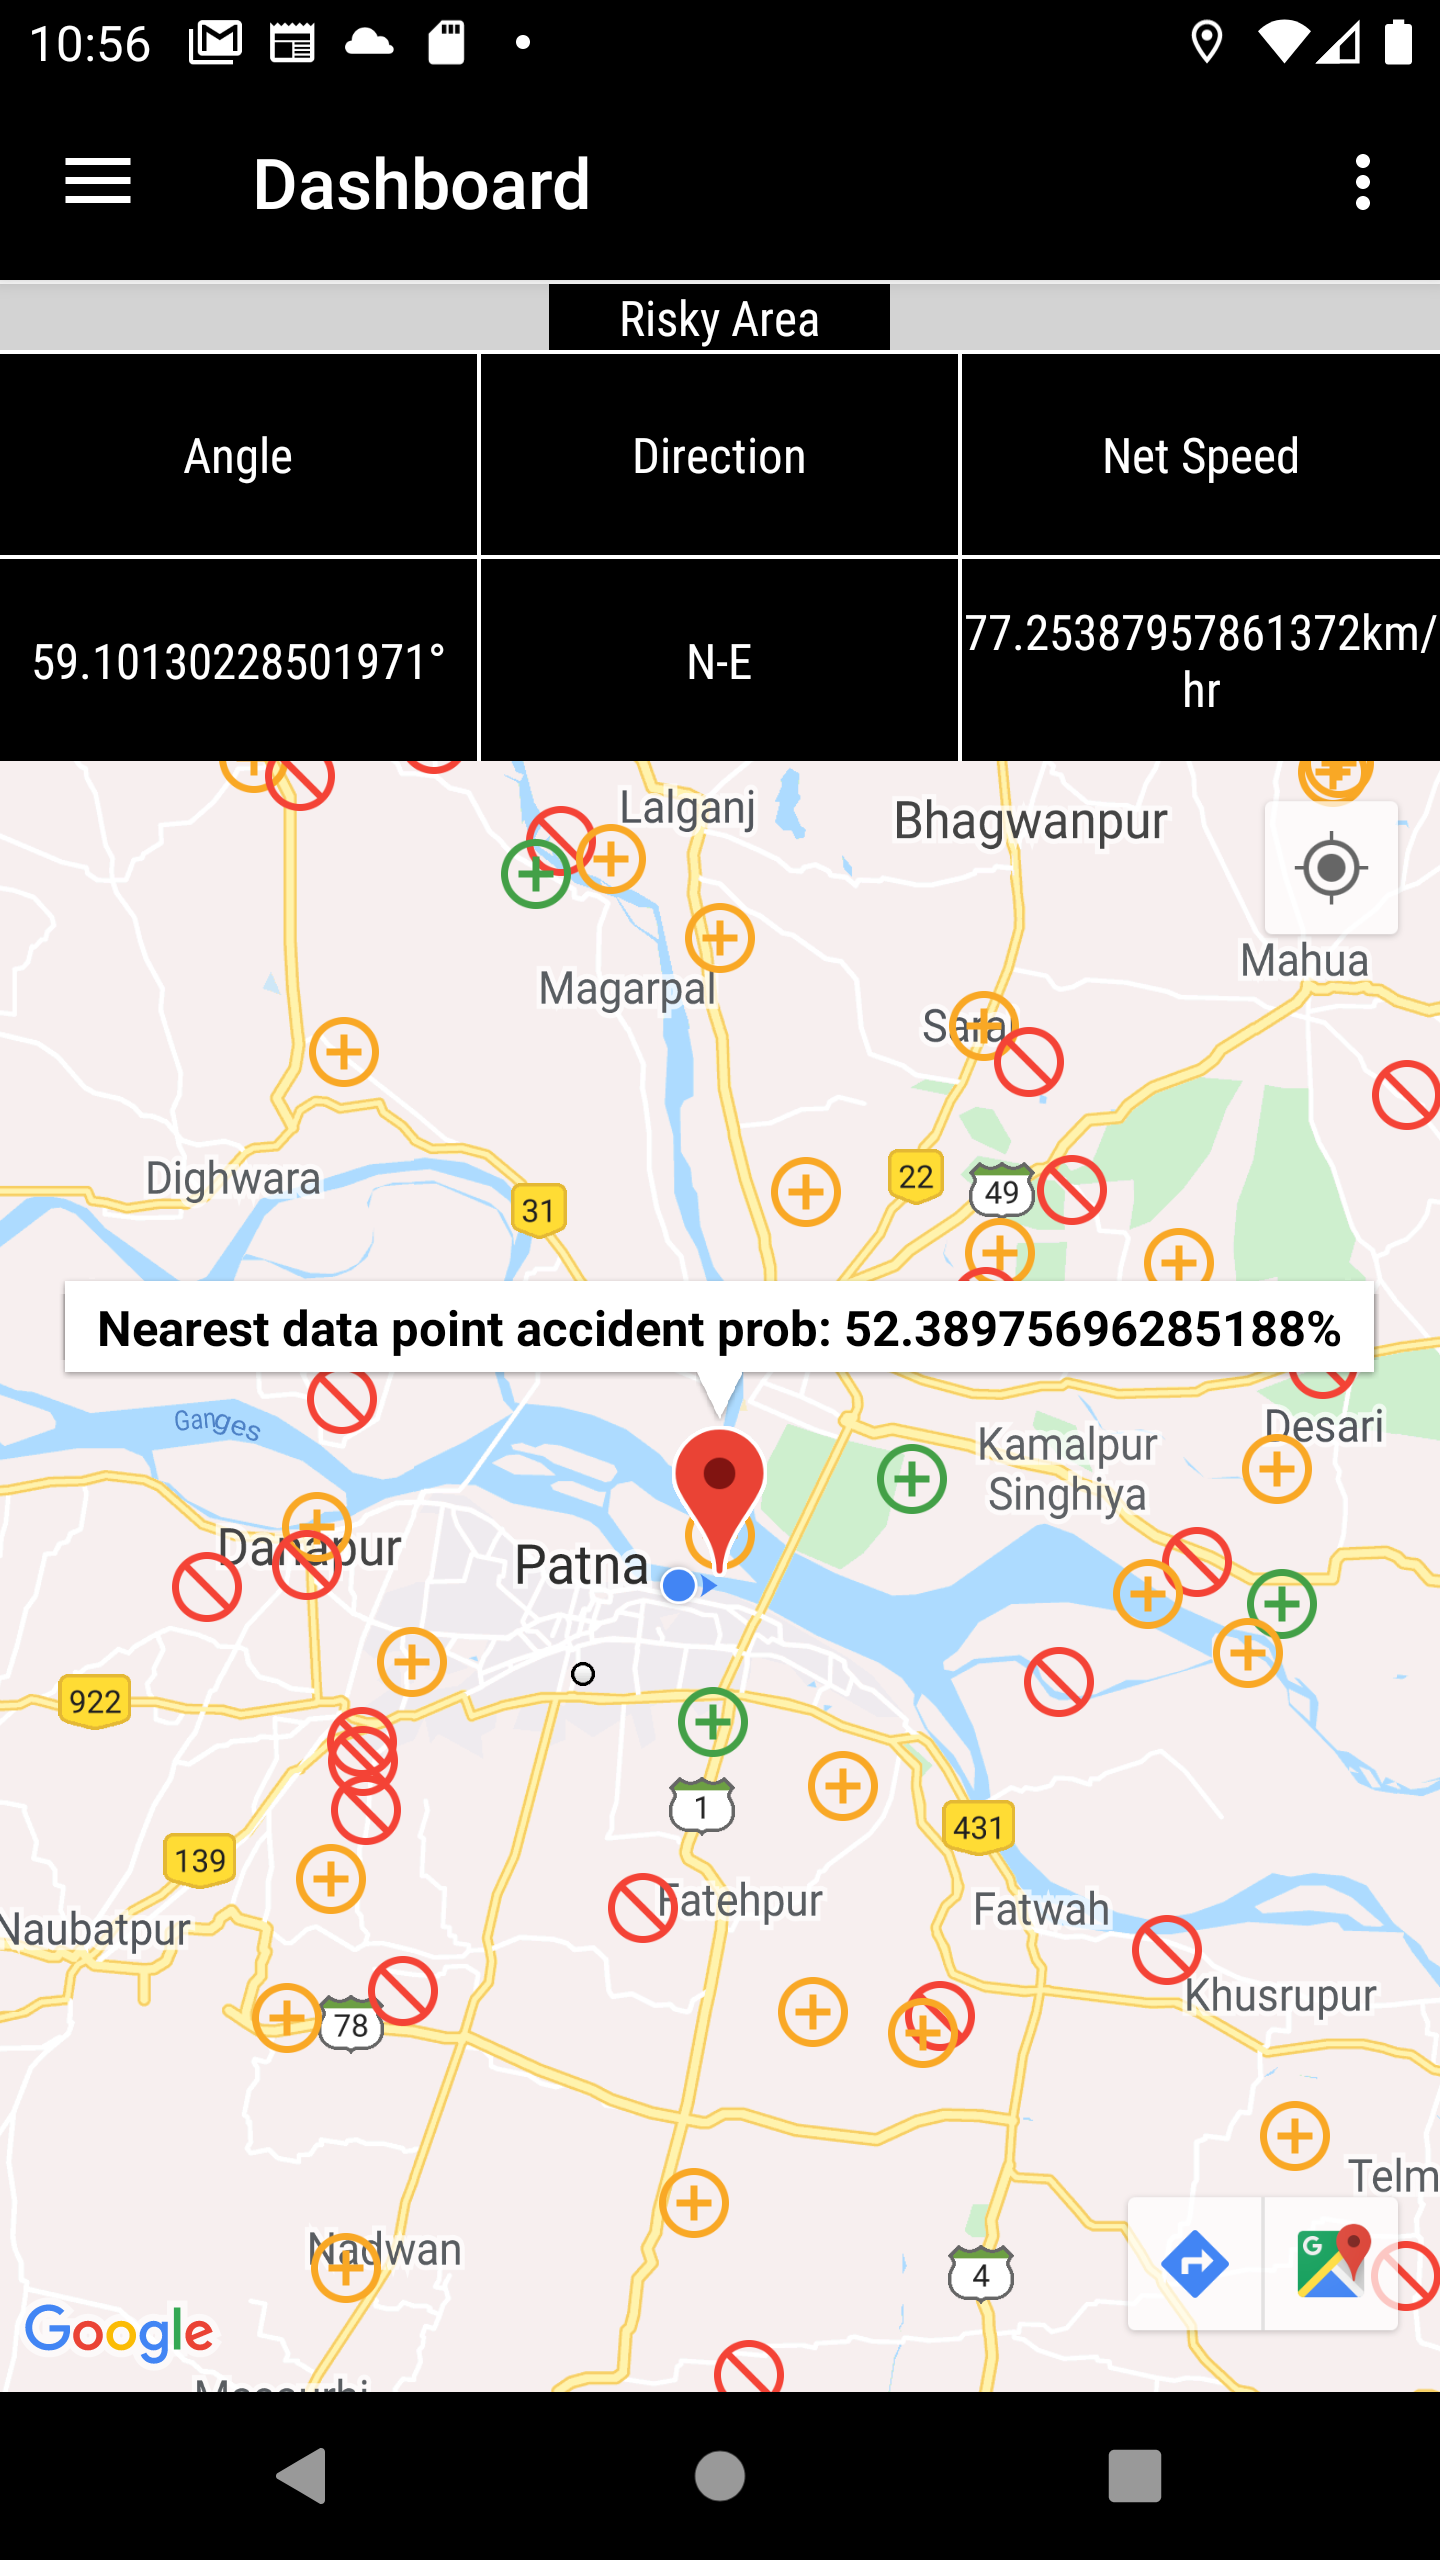 10:56
Dashboard
Risky Area
Angle
Direction
Net Speed
59.10130228501971°
N-E
77.25387957861372km/
hr
Lalganj
Bhagwanpur
Mahua
Magarpal
Sarai
Dighwara
22
49
31
Nearest data point accident prob: 52.38975696285188%
Ganges
Desari
Kamalpur
Singhiya
Danapur
Patna
922
1
431
139
Fatehpur
Fatwah
Naubatpur
Khusrupur
78
Telm
Nadwan
4
G
Google